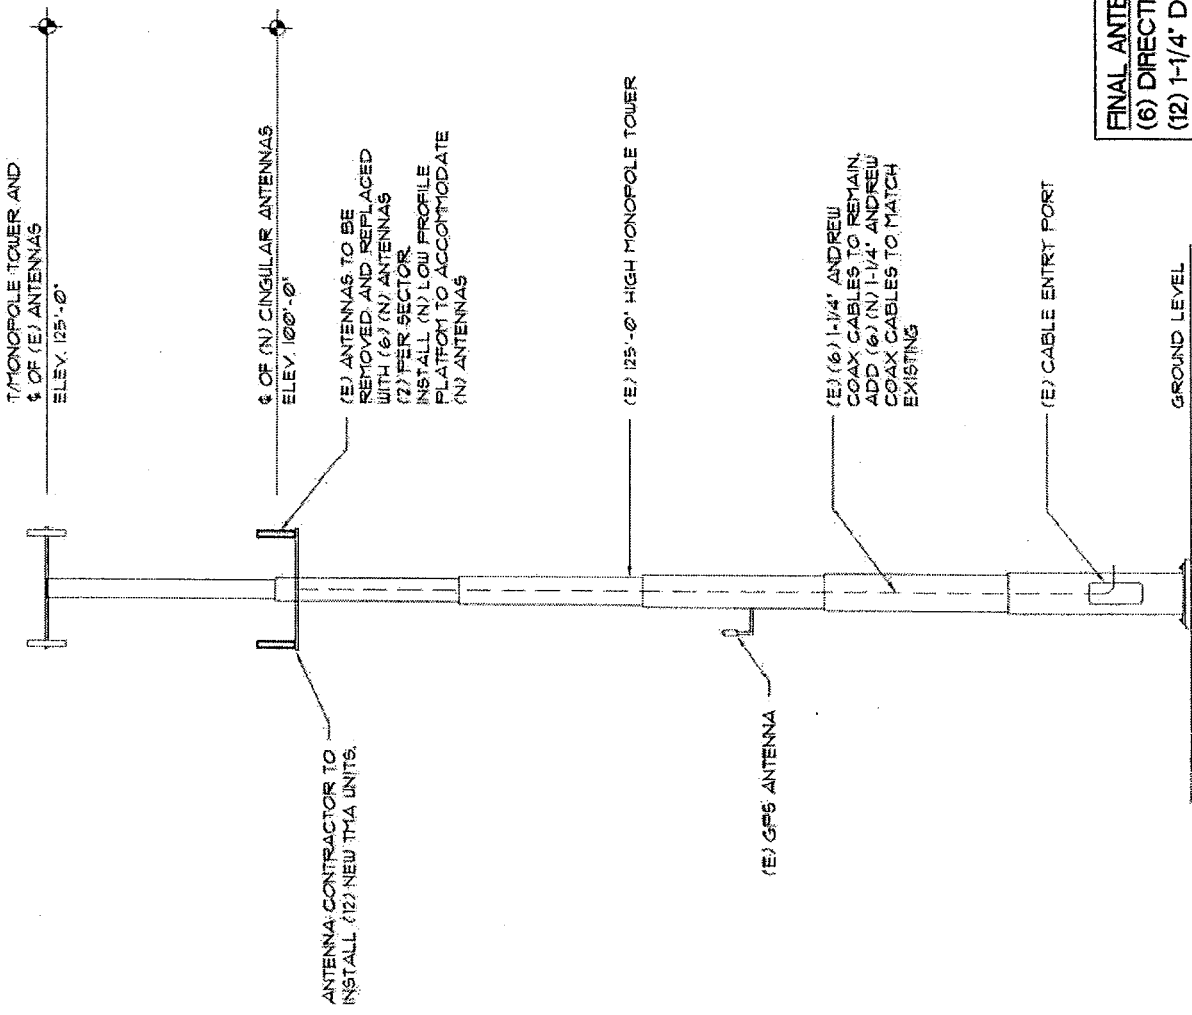 T/MONOPOLE TOWER AND
℄ OF (E) ANTENNAS
ELEV. 125'-0"
℄ OF (N) CINGULAR ANTENNAS
ELEV. 100'-0"
(E) ANTENNAS TO BE
REMOVED AND REPLACED
WITH (6) (N) ANTENNAS
(2) PER SECTOR
INSTALL (N) LOW PROFILE
PLATFOM TO ACCOMMODATE
(N) ANTENNAS
ANTENNA CONTRACTOR TO
INSTALL (12) NEW TMA UNITS.
(E) 125'-0" HIGH MONOPOLE TOWER
(E) (6) 1-1/4" ANDREW
COAX CABLES TO REMAIN.
ADD (6) (N) 1-1/4" ANDREW
COAX CABLES TO MATCH
EXISTING
(E) GPS ANTENNA
(E) CABLE ENTRY PORT
GROUND LEVEL
FINAL ANTE
(6) DIRECTI
(12) 1-1/4" D